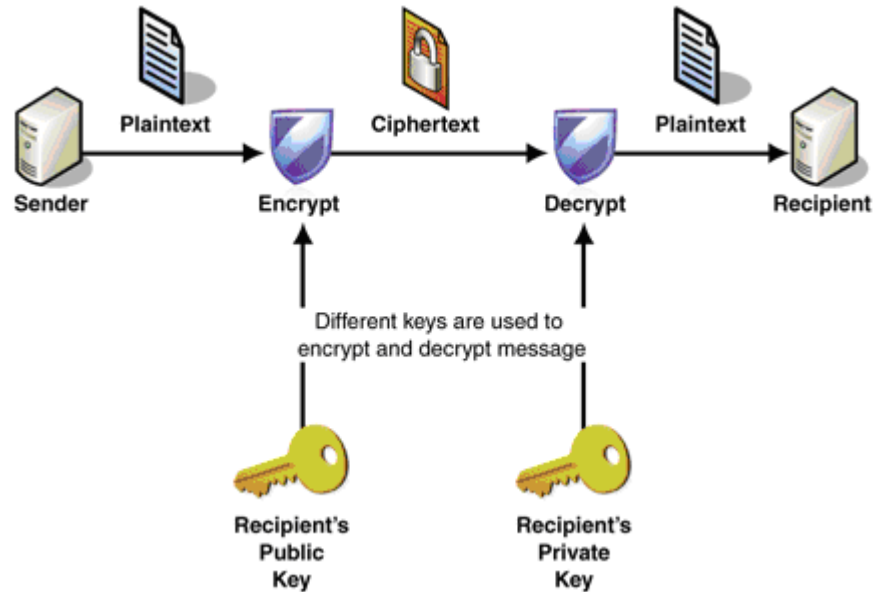 Plaintext
Ciphertext
Plaintext
Sender
Encrypt
Decrypt
Recipient
Different keys are used to
encrypt and decrypt message
Recipient's
Public
Key
Recipient's
Private
Key